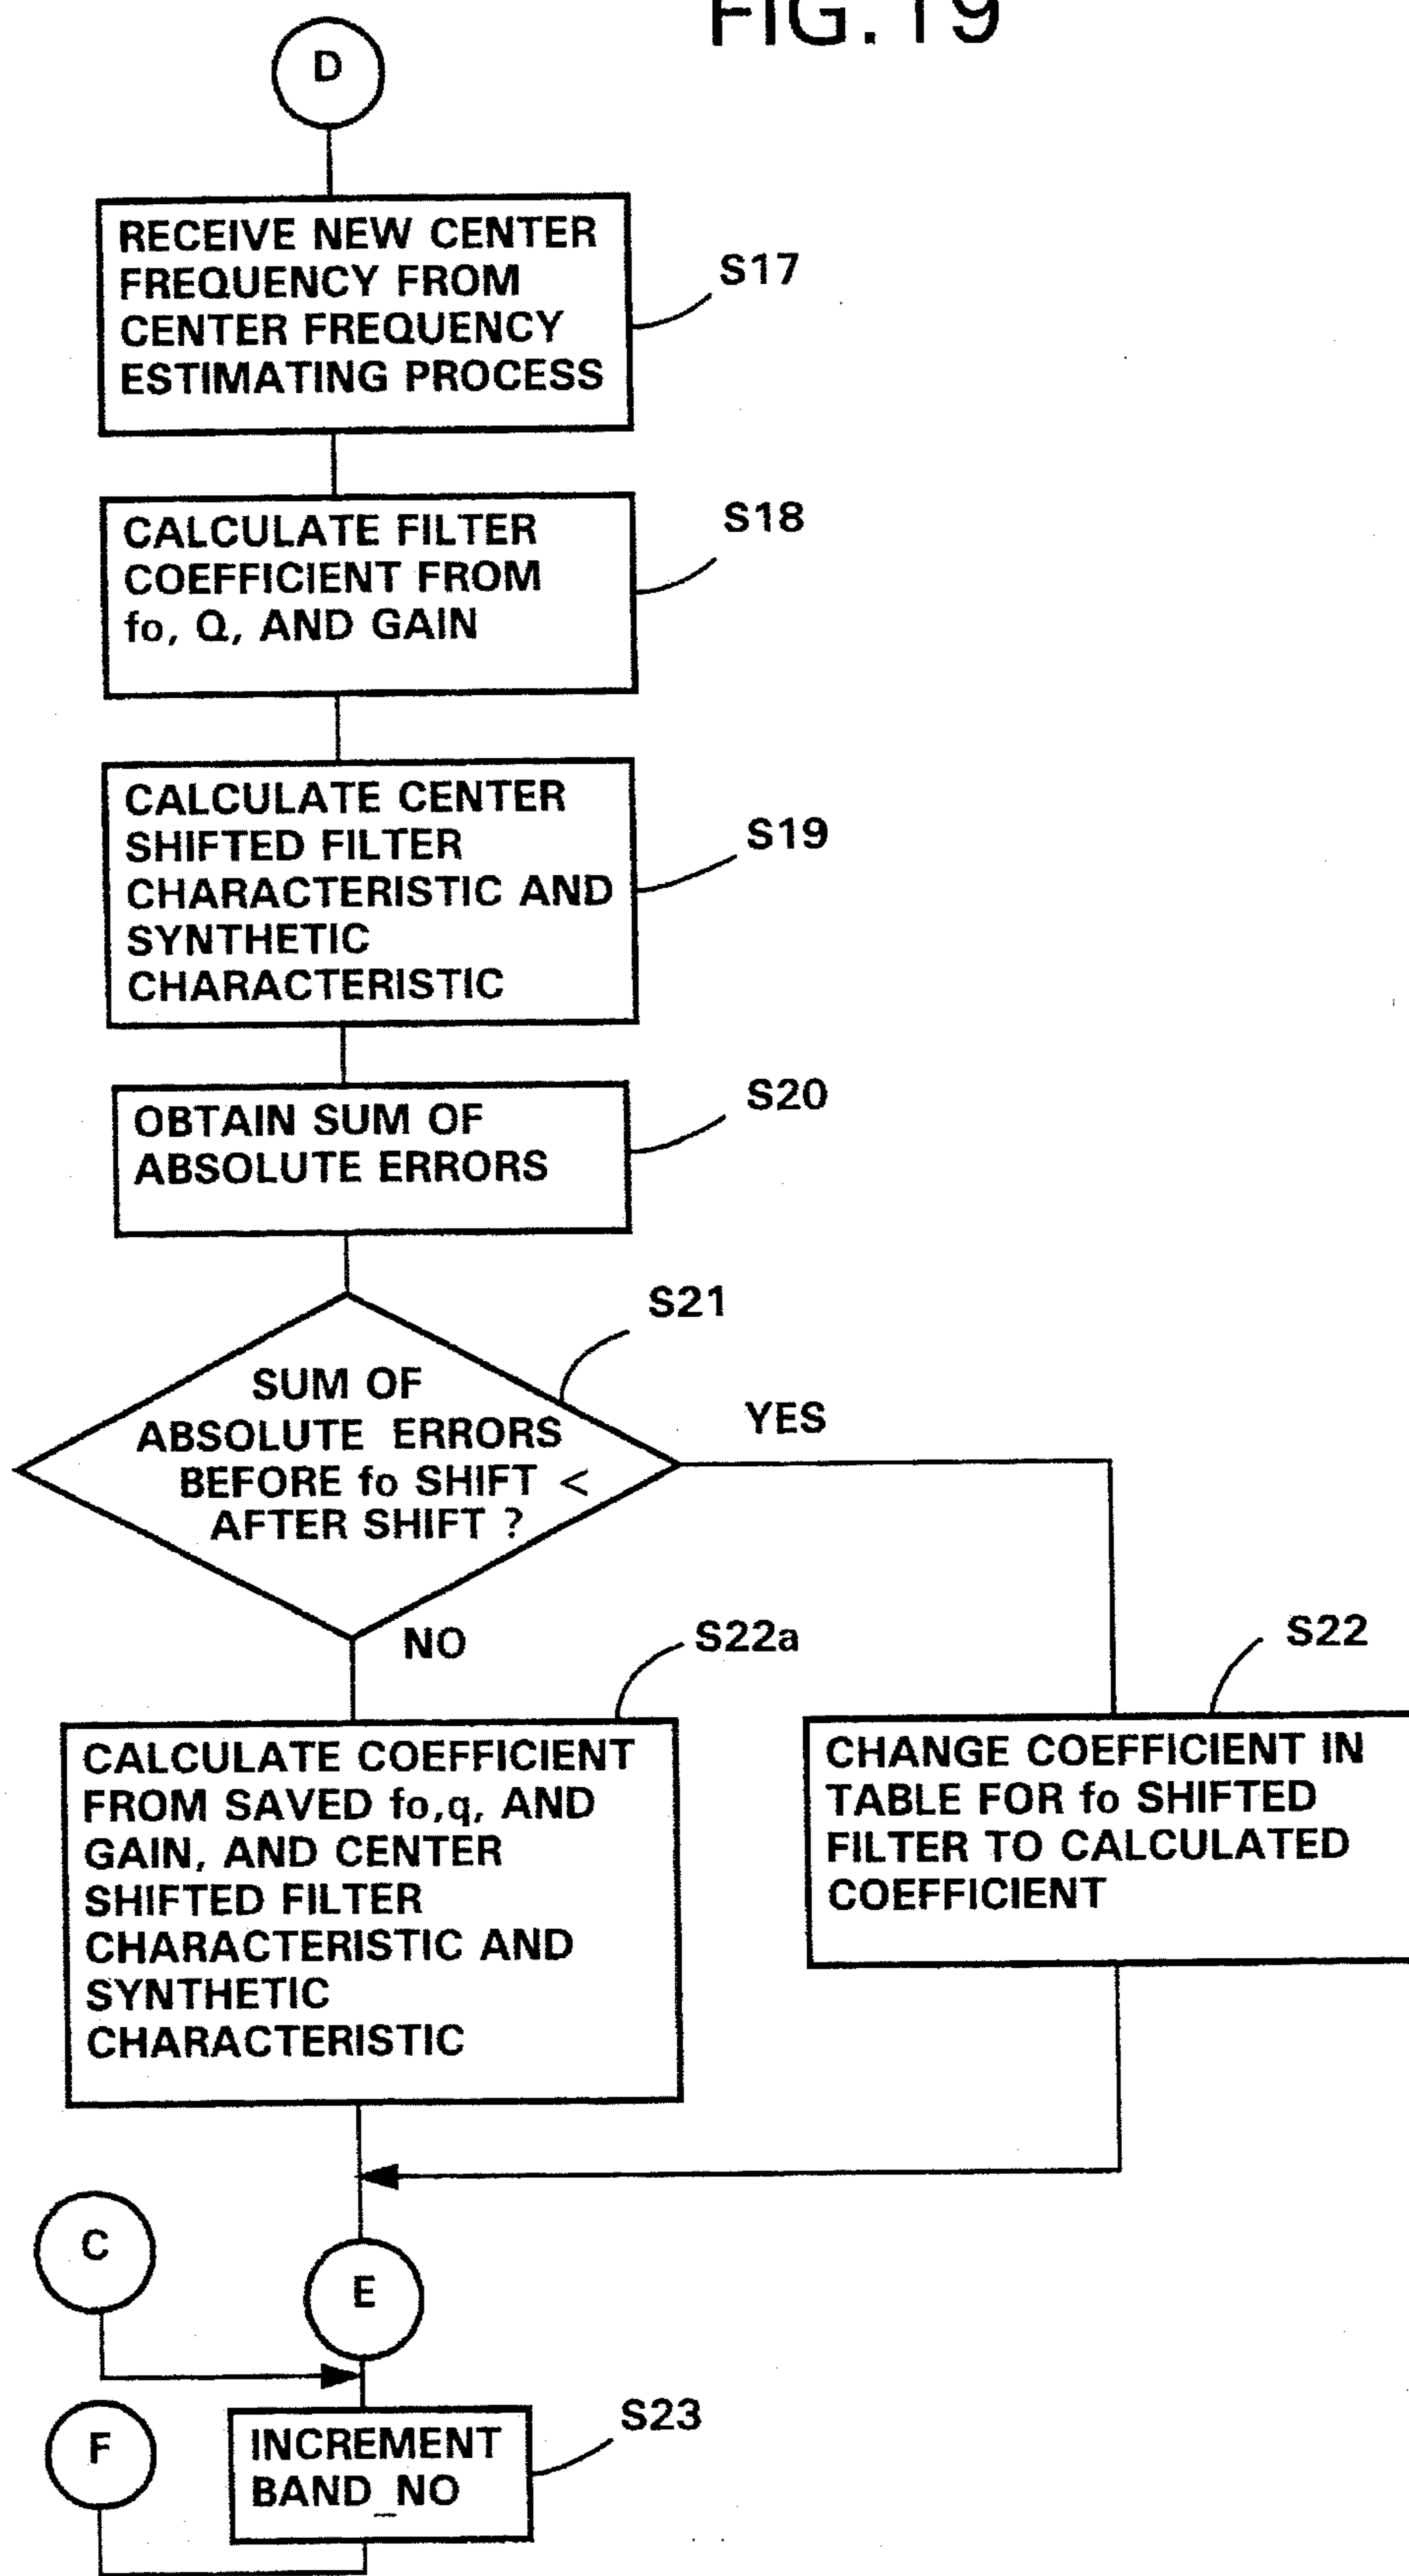 FIG. 19
D
RECEIVE NEW CENTER
FREQUENCY FROM
CENTER FREQUENCY
ESTIMATING PROCESS
S17
CALCULATE FILTER
COEFFICIENT FROM
fo, Q, AND GAIN
S18
CALCULATE CENTER
SHIFTED FILTER
CHARACTERISTIC AND
SYNTHETIC
CHARACTERISTIC
S19
OBTAIN SUM OF
ABSOLUTE ERRORS
S20
S21
SUM OF
ABSOLUTE ERRORS
BEFORE fo SHIFT <
AFTER SHIFT ?
YES
NO
S22a
S22
CALCULATE COEFFICIENT
FROM SAVED fo,q, AND
GAIN, AND CENTER
SHIFTED FILTER
CHARACTERISTIC AND
SYNTHETIC
CHARACTERISTIC
CHANGE COEFFICIENT IN
TABLE FOR fo SHIFTED
FILTER TO CALCULATED
COEFFICIENT
C
E
F
INCREMENT
BAND_NO
S23